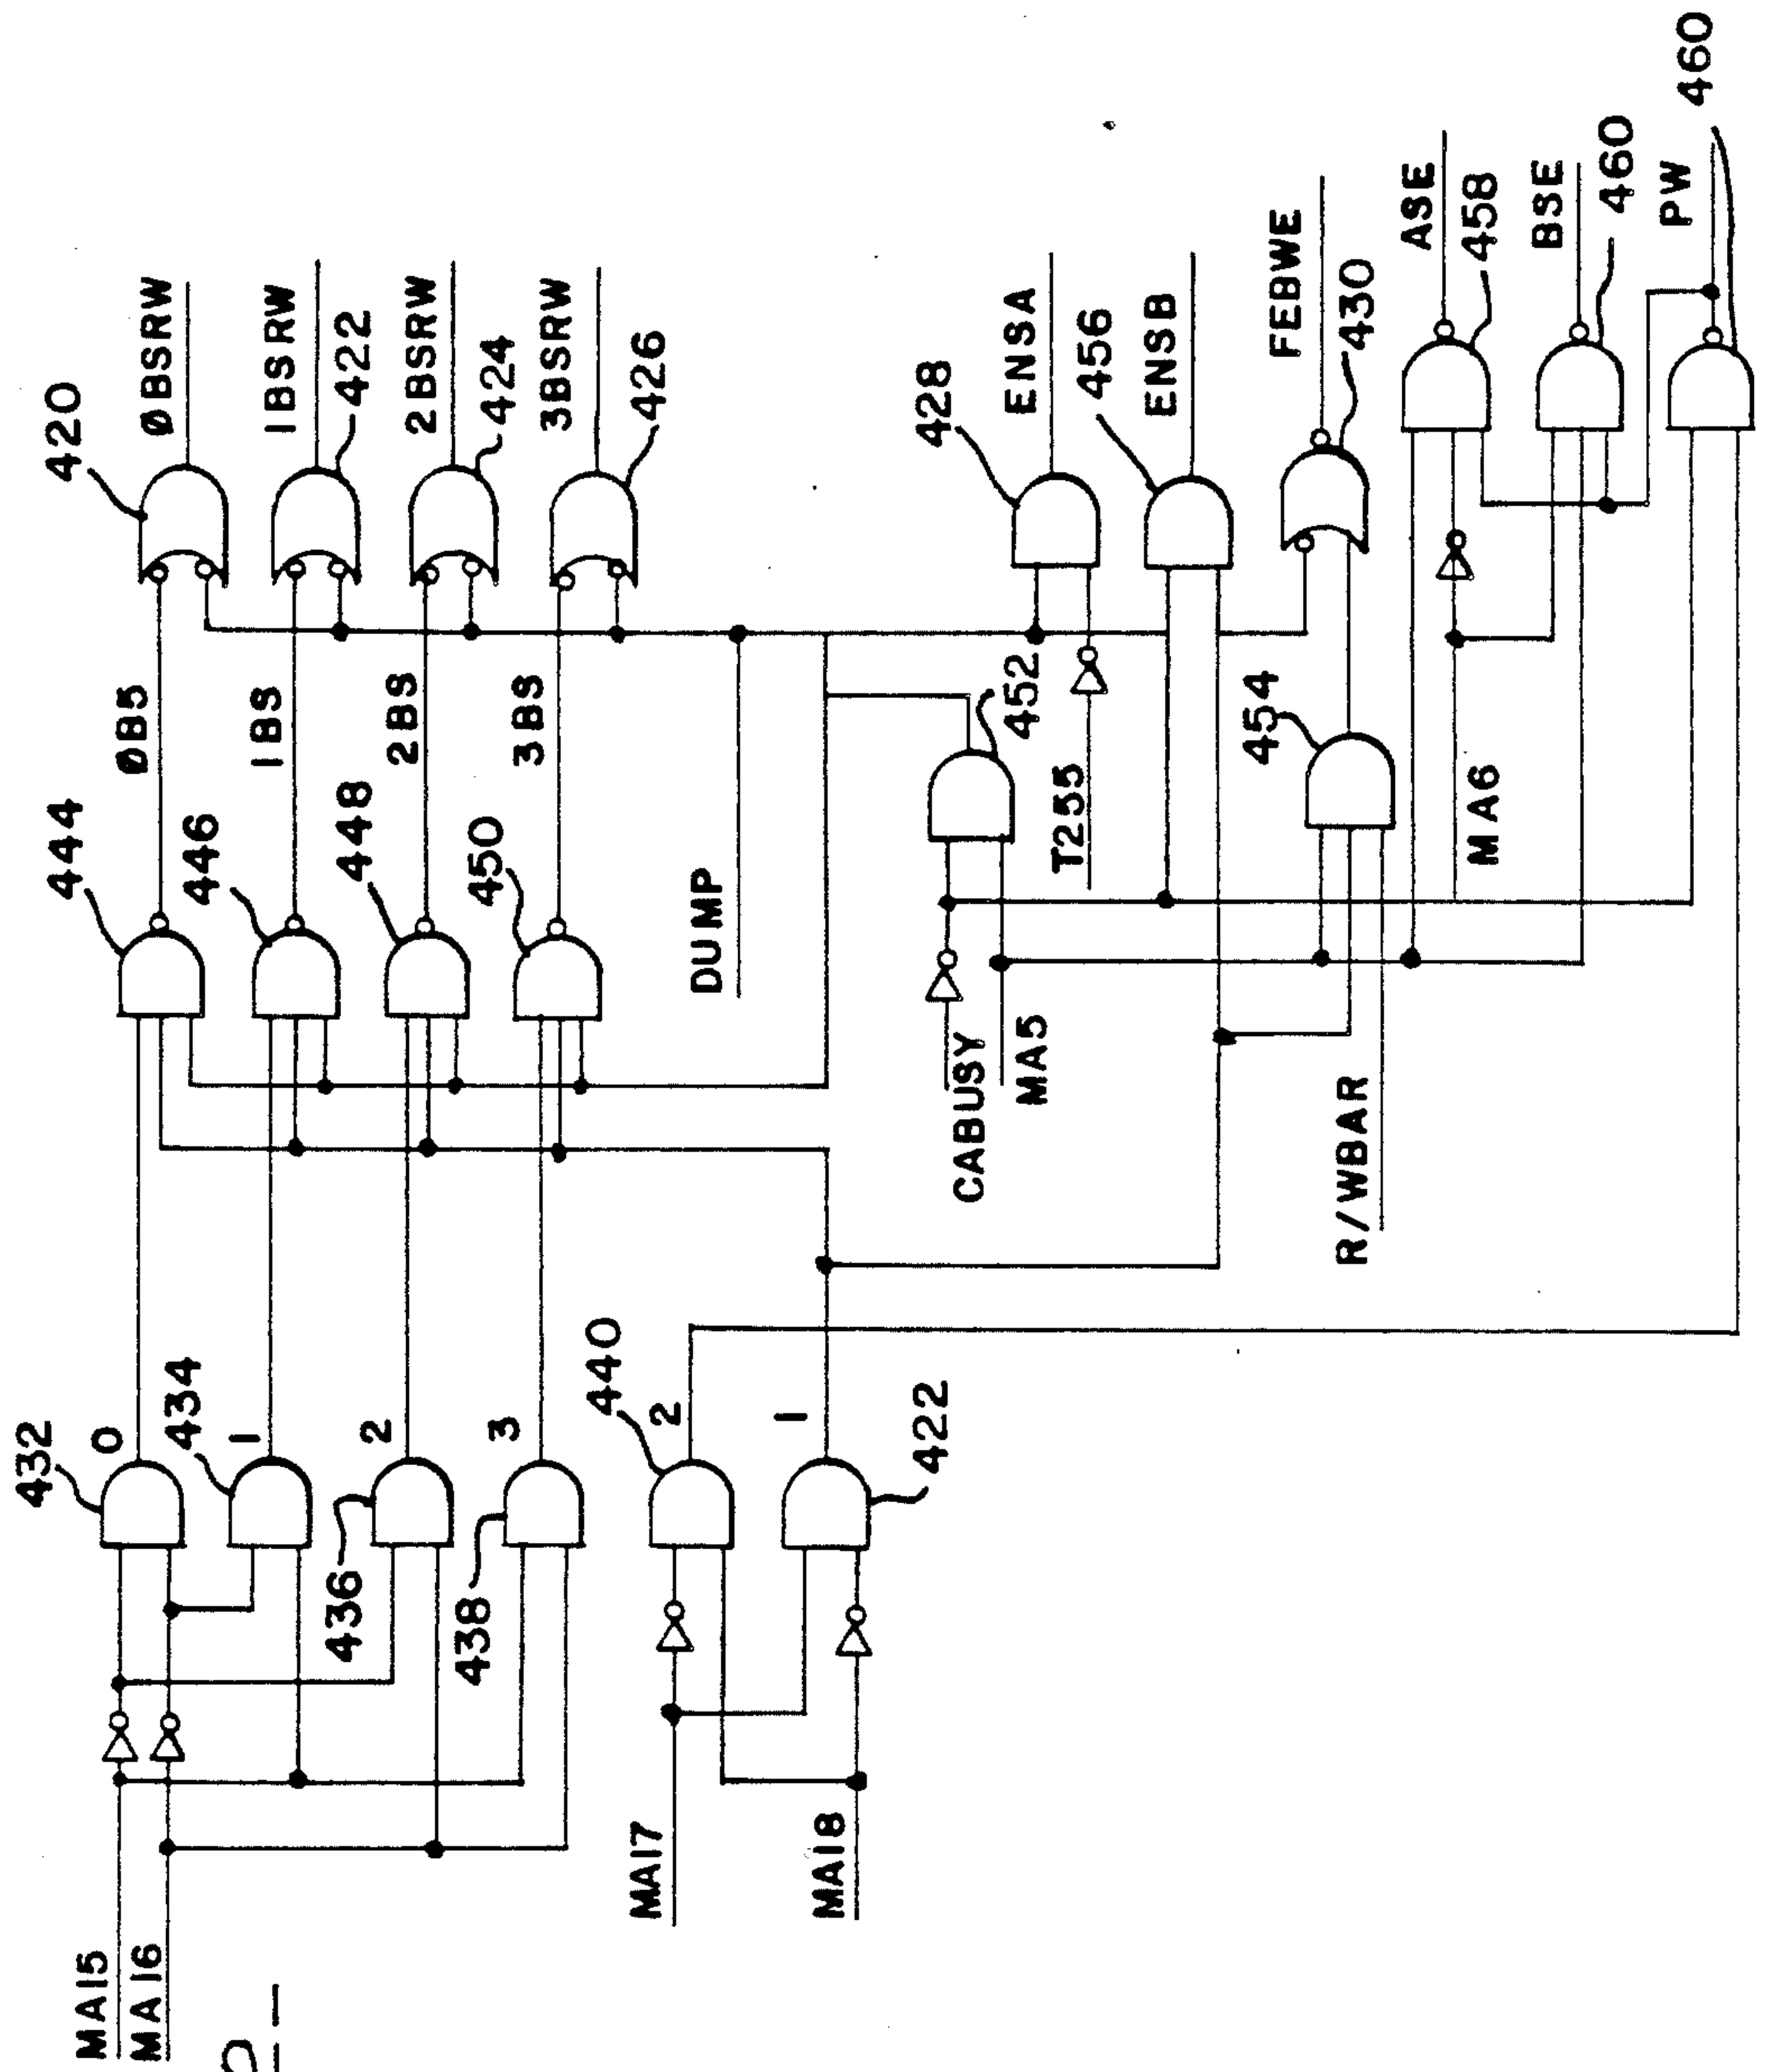 420
ØBSRW
1BSRW
422
2BSRW
424
3BSRW
426
444
ØB5
446
1BS
448
2BS
450
3BS
432
0
434
1
436
2
438
3
440
2
1
422
MA15
MA16
MA17
MA18
DUMP
428
ENSA
456
ENSB
452
T255
CABUSY
MA5
454
FEBWE
430
R/WBAR
MA6
ASE
458
BSE
460
PW
460